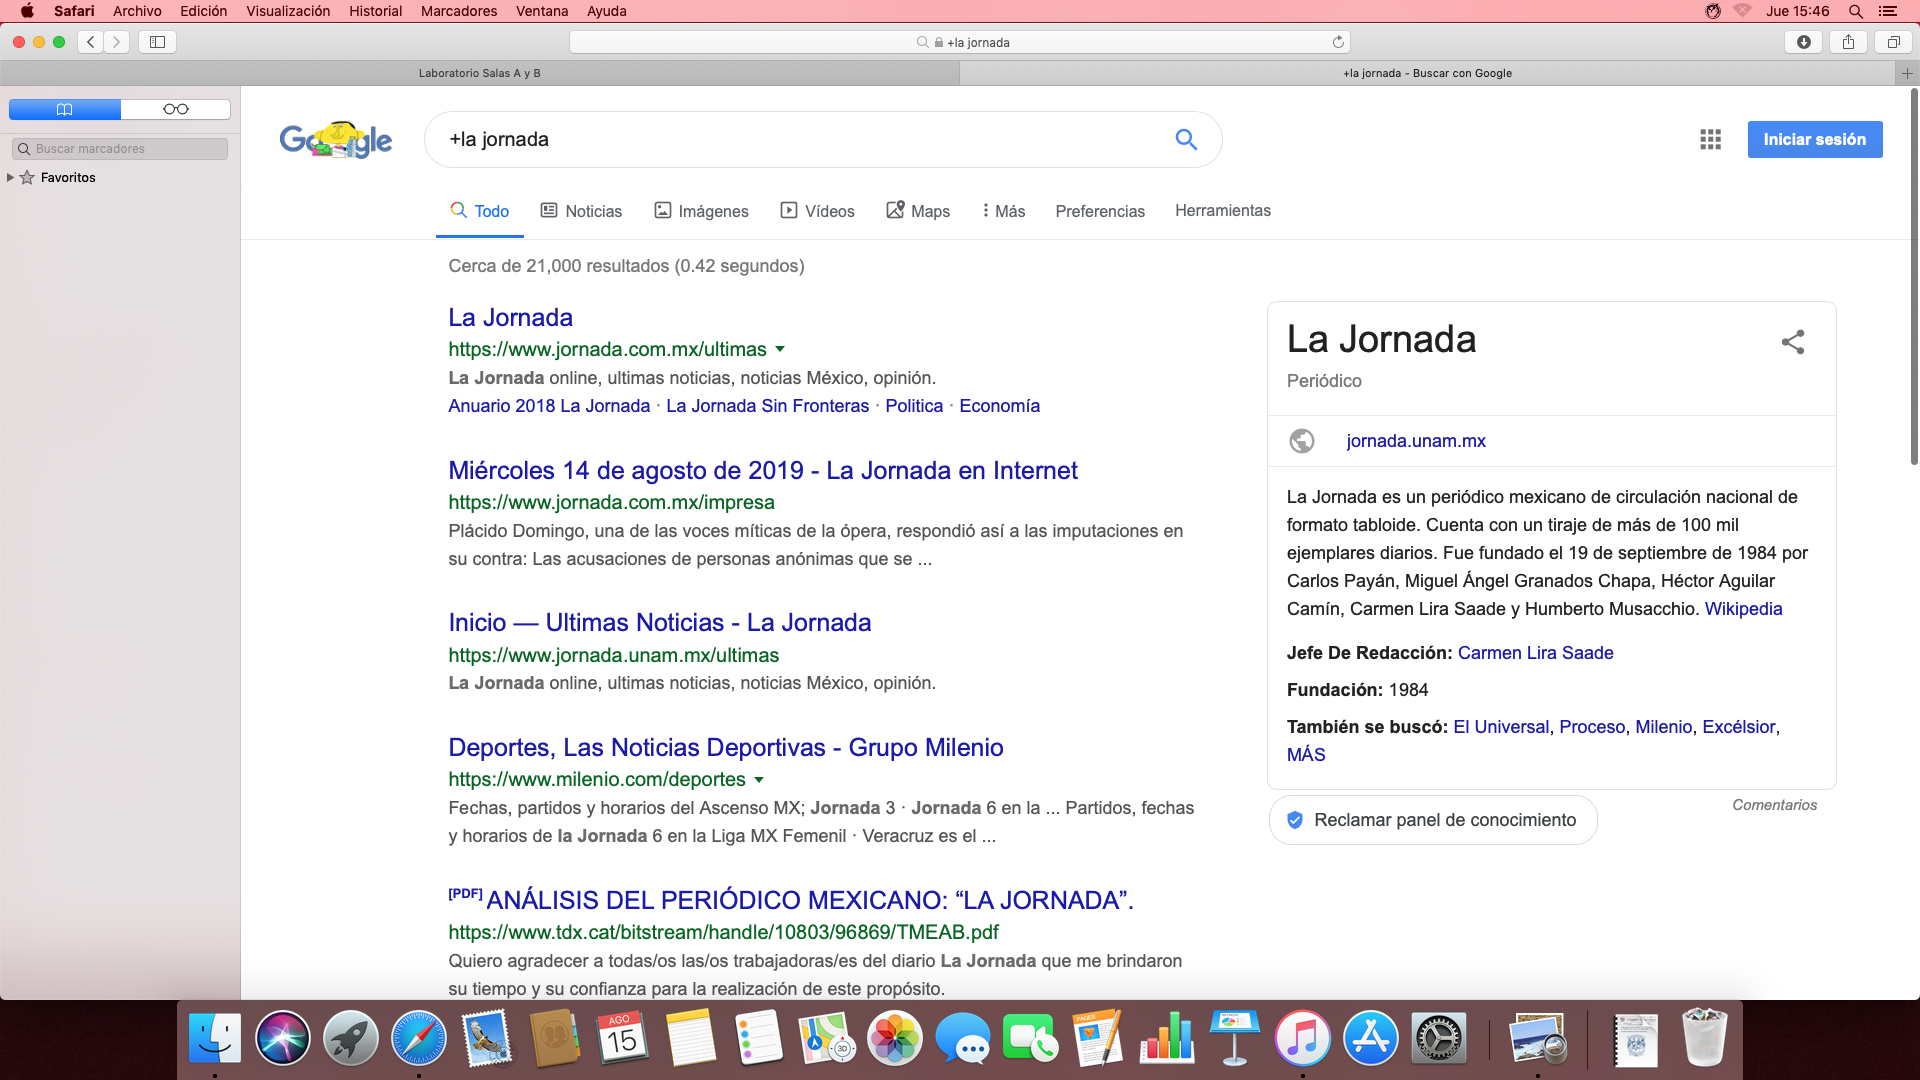 Safari Archivo Edición Visualización Historial Marcadores Ventana Ayuda Jue 15:46
+la jornada
Laboratorio Salas A y B +la jornada - Buscar con Google
Buscar marcadores
Favoritos
Google
+la jornada
Iniciar sesión
Todo Noticias Imágenes Vídeos Maps Más Preferencias Herramientas
Cerca de 21,000 resultados (0.42 segundos)
La Jornada
https://www.jornada.com.mx/ultimas
La Jornada online, ultimas noticias, noticias México, opinión.
Anuario 2018 La Jornada · La Jornada Sin Fronteras · Politica · Economía
Miércoles 14 de agosto de 2019 - La Jornada en Internet
https://www.jornada.com.mx/impresa
Plácido Domingo, una de las voces míticas de la ópera, respondió así a las imputaciones en
su contra: Las acusaciones de personas anónimas que se ...
Inicio — Ultimas Noticias - La Jornada
https://www.jornada.unam.mx/ultimas
La Jornada online, ultimas noticias, noticias México, opinión.
Deportes, Las Noticias Deportivas - Grupo Milenio
https://www.milenio.com/deportes
Fechas, partidos y horarios del Ascenso MX; Jornada 3 · Jornada 6 en la ... Partidos, fechas
y horarios de la Jornada 6 en la Liga MX Femenil · Veracruz es el ...
[PDF] ANÁLISIS DEL PERIÓDICO MEXICANO: “LA JORNADA”.
https://www.tdx.cat/bitstream/handle/10803/96869/TMEAB.pdf
Quiero agradecer a todas/os las/os trabajadoras/es del diario La Jornada que me brindaron
su tiempo y su confianza para la realización de este propósito.
La Jornada
Periódico
jornada.unam.mx
La Jornada es un periódico mexicano de circulación nacional de
formato tabloide. Cuenta con un tiraje de más de 100 mil
ejemplares diarios. Fue fundado el 19 de septiembre de 1984 por
Carlos Payán, Miguel Ángel Granados Chapa, Héctor Aguilar
Camín, Carmen Lira Saade y Humberto Musacchio. Wikipedia
Jefe De Redacción: Carmen Lira Saade
Fundación: 1984
También se buscó: El Universal, Proceso, Milenio, Excélsior,
MÁS
Comentarios
Reclamar panel de conocimiento
AGO
15
3D
PAGES